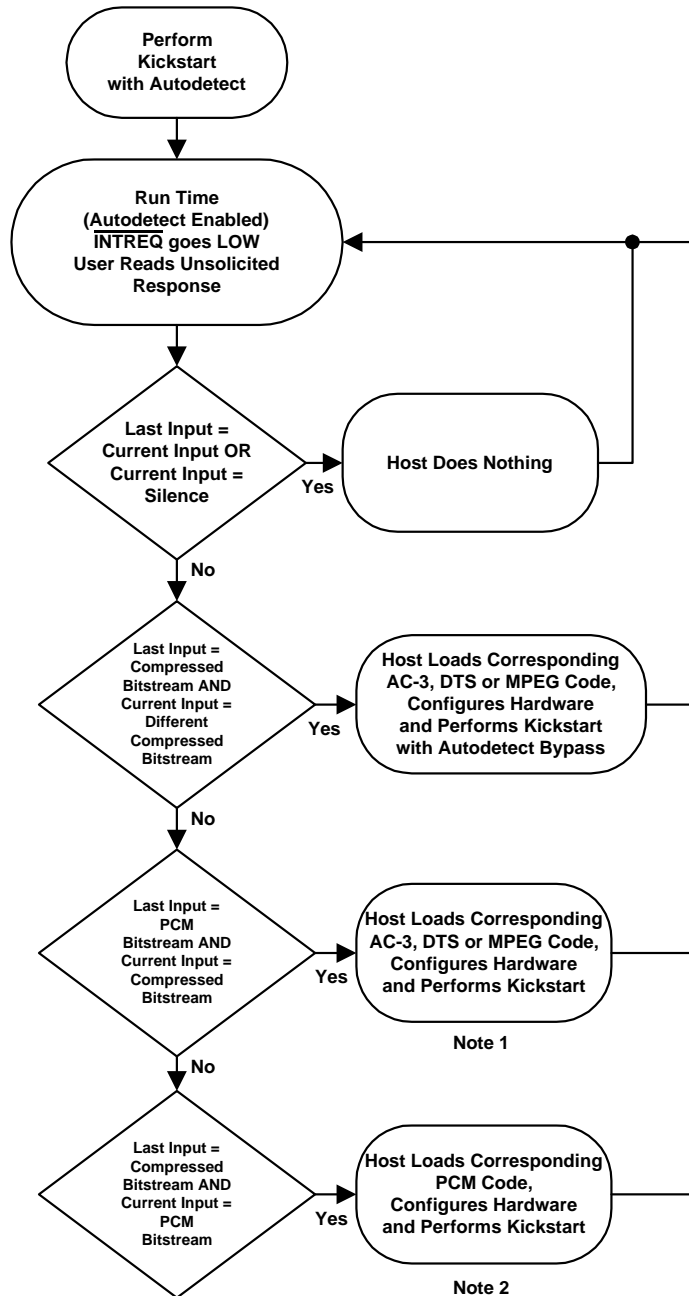 Perform
Kickstart
with Autodetect
Run Time
(Autodetect Enabled)
INTREQ goes LOW
User Reads Unsolicited
Response
Last Input =
Current Input OR
Current Input =
Silence
Yes
Host Does Nothing
No
Last Input =
Compressed
Bitstream AND
Current Input =
Different
Compressed
Bitstream
Yes
Host Loads Corresponding
AC-3, DTS or MPEG Code,
Configures Hardware
and Performs Kickstart
with Autodetect Bypass
No
Last Input =
PCM
Bitstream AND
Current Input =
Compressed
Bitstream
Yes
Host Loads Corresponding
AC-3, DTS or MPEG Code,
Configures Hardware
and Performs Kickstart
Note 1
No
Last Input =
Compressed
Bitstream AND
Current Input =
PCM
Bitstream
Yes
Host Loads Corresponding
PCM Code,
Configures Hardware
and Performs Kickstart
Note 2